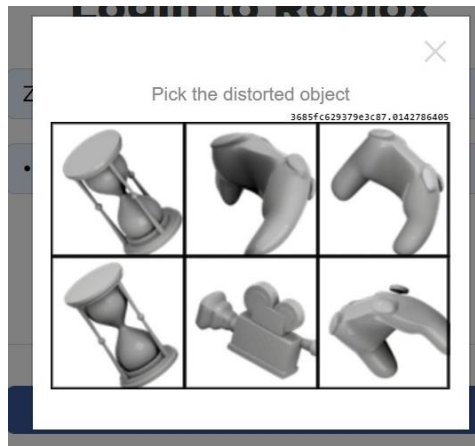 Login to Roblox
Z
Pick the distorted object
3685fc629379e3c87.0142786405